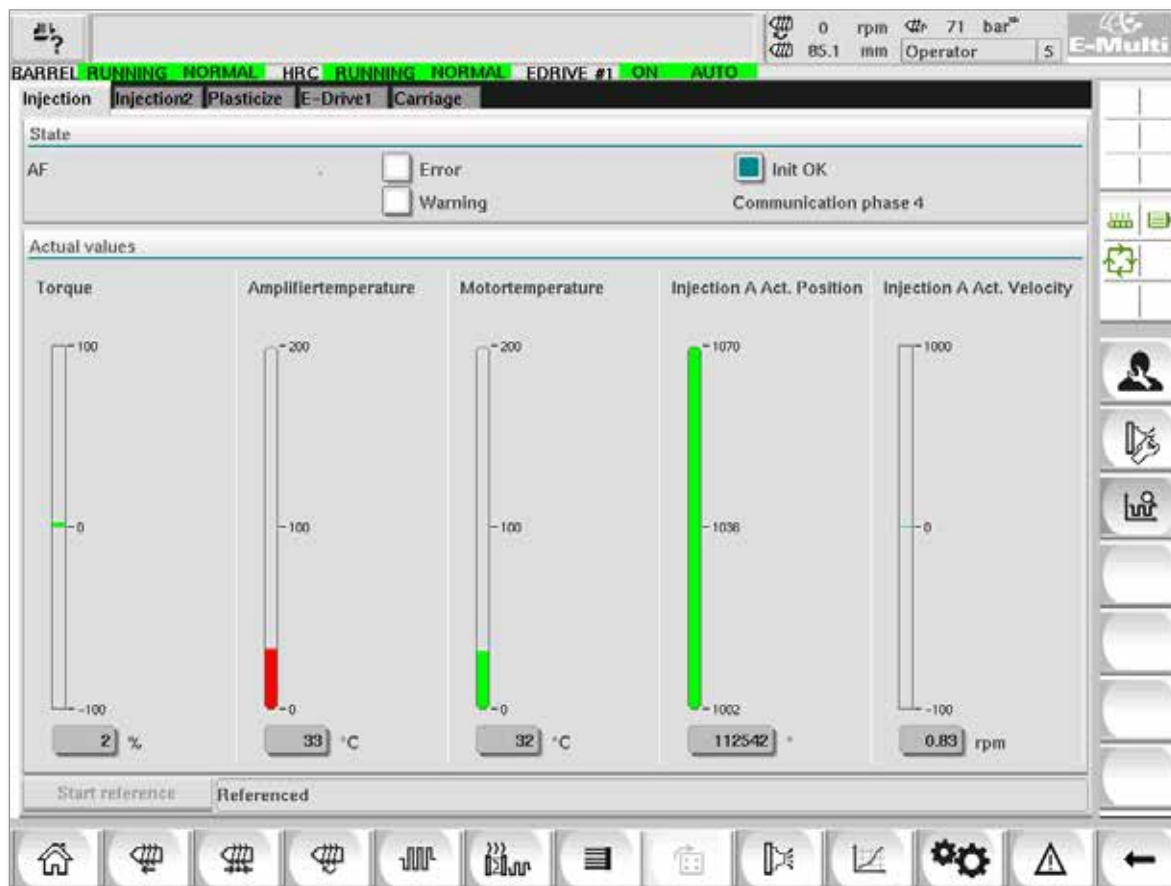 0 rpm 71 bar
85.1 mm Operator 5
E-Multi
BARREL RUNNING NORMAL HRC RUNNING NORMAL EDRIVE #1 ON AUTO
Injection Injection2 Plasticize E-Drive1 Carriage
State
AF Error Init OK
Warning Communication phase 4
Actual values
Torque Amplifiertemperature Motortemperature Injection A Act. Position Injection A Act. Velocity
100 200 200 1070 1000
0 100 100 1036 0
-100 0 0 1002 -100
2 % 33 °C 32 °C 112542 ° 0.83 rpm
Start reference Referenced